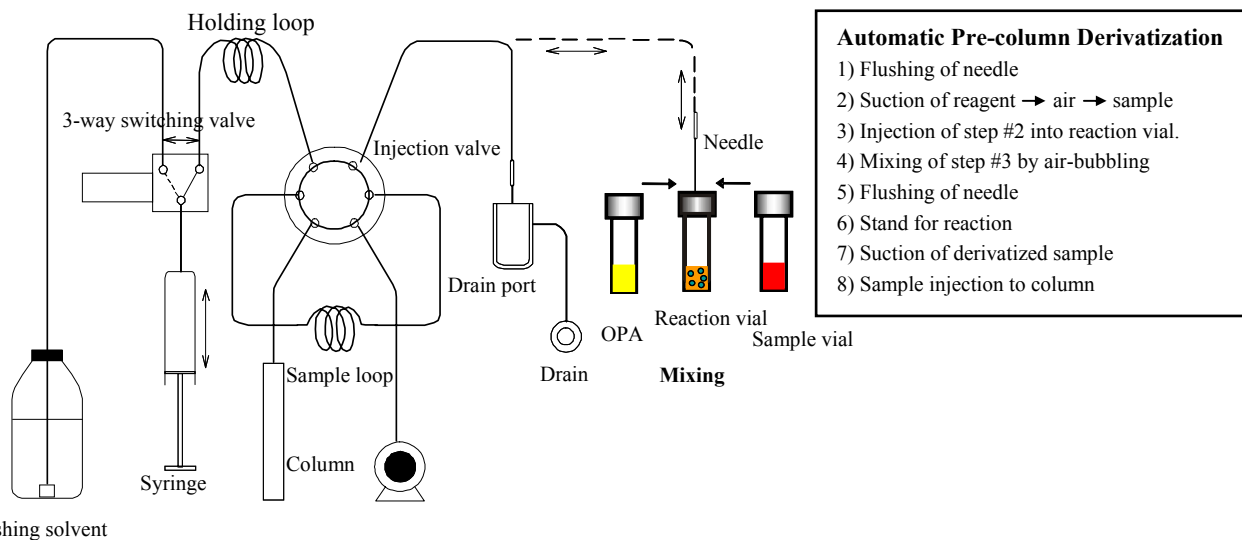 Holding loop
3-way switching valve
Injection valve
Needle
Drain port
OPA
Reaction vial
Sample vial
Sample loop
Drain
Mixing
Column
Syringe
shing solvent
Automatic Pre-column Derivatization
1) Flushing of needle
2) Suction of reagent → air → sample
3) Injection of step #2 into reaction vial.
4) Mixing of step #3 by air-bubbling
5) Flushing of needle
6) Stand for reaction
7) Suction of derivatized sample
8) Sample injection to column